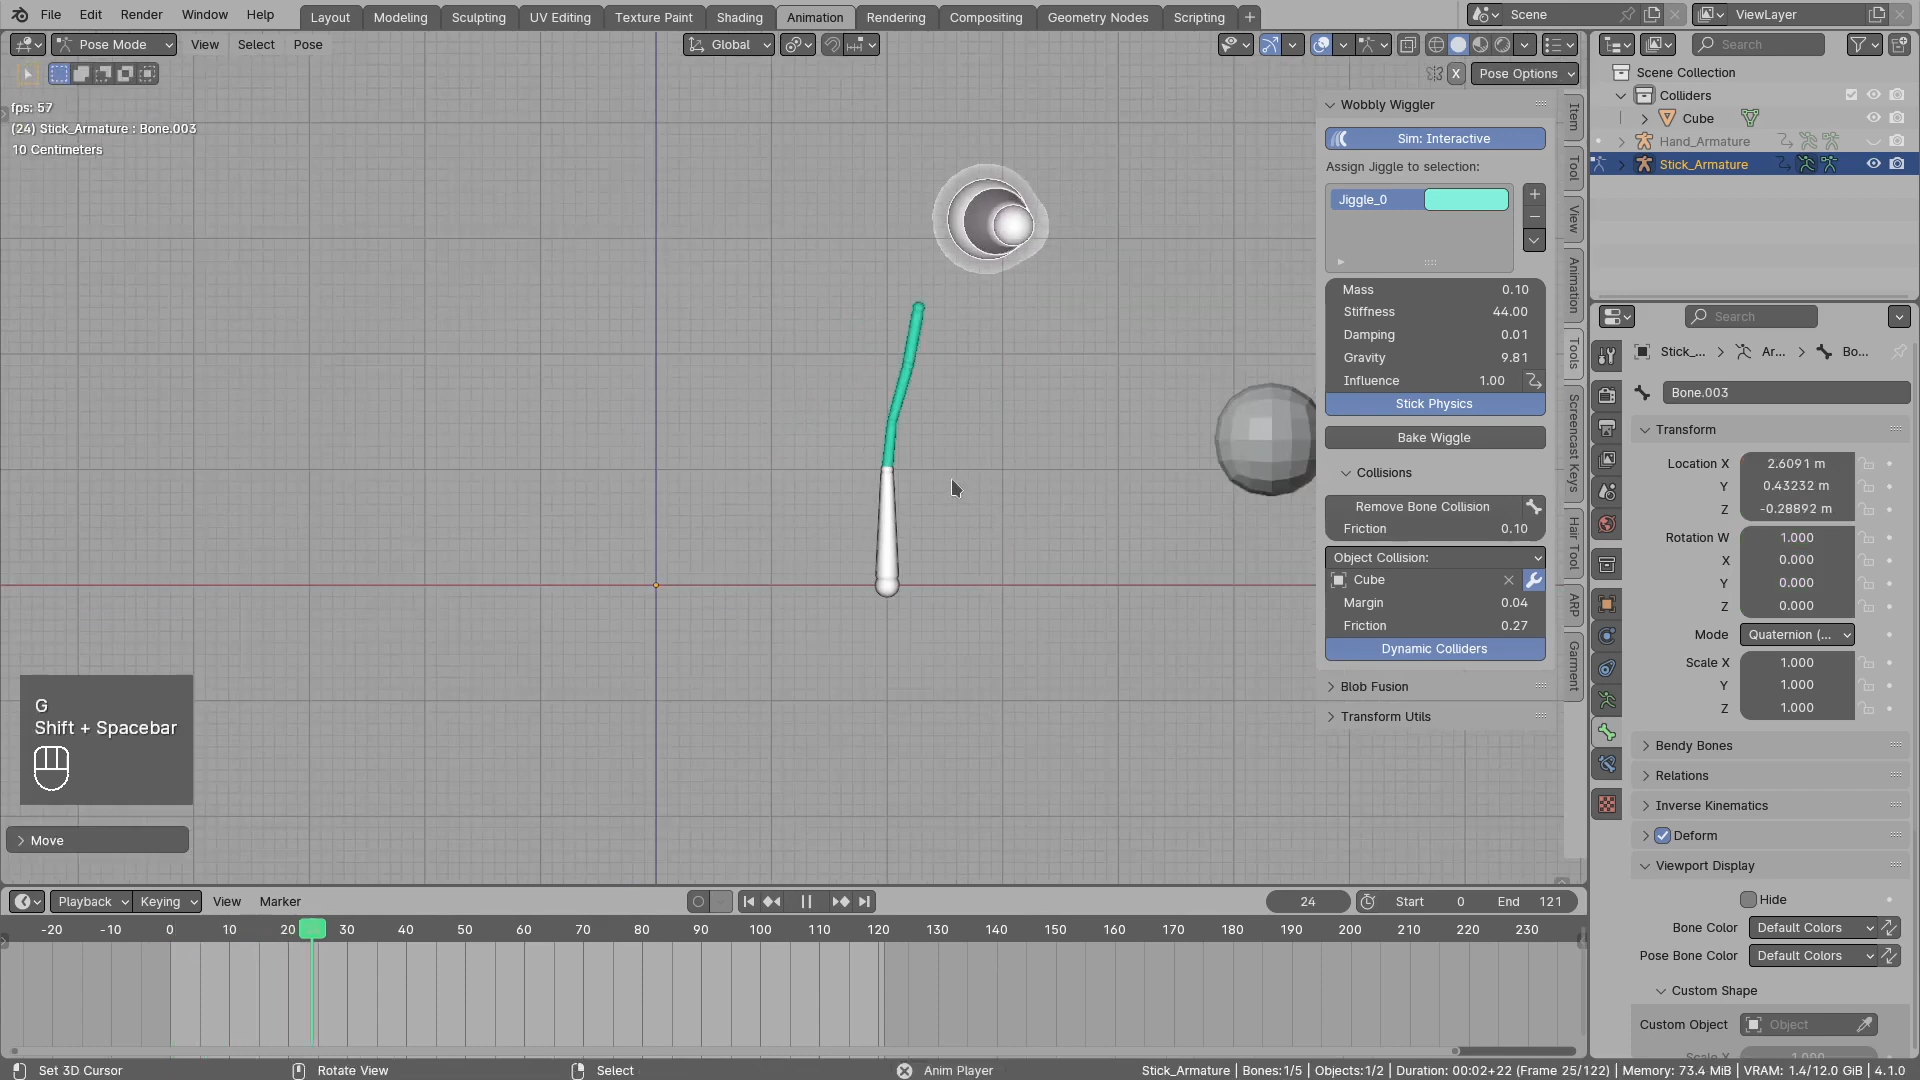 File Edit Render Window Help Layout Modeling Sculpting UV Editing Texture Paint Shading Animation Rendering Compositing Geometry Nodes Scripting + Scene ViewLayer
Pose Mode View Select Pose Global Search
X Pose Options Scene Collection
fps: 57
(24) Stick_Armature : Bone.003
10 Centimeters
Wobbly Wiggler
Sim: Interactive
Assign Jiggle to selection:
Jiggle_0
Mass 0.10
Stiffness 44.00
Damping 0.01
Gravity 9.81
Influence 1.00
Stick Physics
Bake Wiggle
Collisions
Remove Bone Collision
Friction 0.10
Object Collision:
Cube
Margin 0.04
Friction 0.27
Dynamic Colliders
Blob Fusion
Transform Utils
Item
Tool
View
Animation
Tools
Screencast Keys
Hair Tool
ARP
Garment
Colliders
Cube
Hand_Armature
Stick_Armature
Search
Stick_... Ar... Bo...
Bone.003
Transform
Location X 2.6091 m
Y 0.43232 m
Z -0.28892 m
Rotation W 1.000
X 0.000
Y 0.000
Z 0.000
Mode Quaternion (...
Scale X 1.000
Y 1.000
Z 1.000
Bendy Bones
Relations
Inverse Kinematics
Deform
Viewport Display
Hide
Bone Color Default Colors
Pose Bone Color Default Colors
Custom Shape
Custom Object Object
Scale X 1.000
G
Shift + Spacebar
Move
Playback Keying View Marker 24 Start 0 End 121
-20 -10 0 10 20 30 40 50 60 70 80 90 100 110 120 130 140 150 160 170 180 190 200 210 220 230
Set 3D Cursor Rotate View Select Anim Player Stick_Armature | Bones:1/5 | Objects:1/2 | Duration: 00:02+22 (Frame 25/122) | Memory: 73.4 MiB | VRAM: 1.4/12.0 GiB | 4.1.0